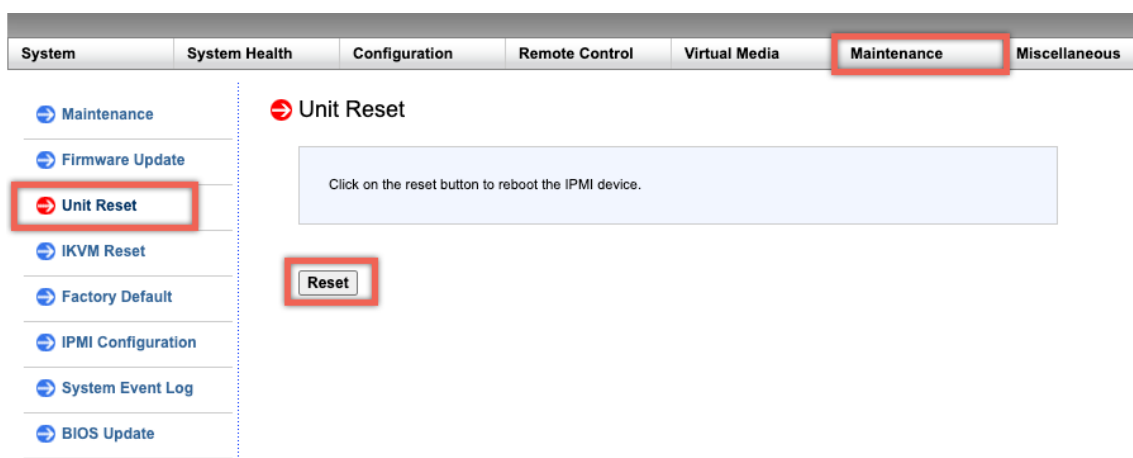 System System Health Configuration Remote Control Virtual Media Maintenance Miscellaneous
Maintenance
Firmware Update
Unit Reset
IKVM Reset
Factory Default
IPMI Configuration
System Event Log
BIOS Update
Unit Reset
Click on the reset button to reboot the IPMI device.
Reset